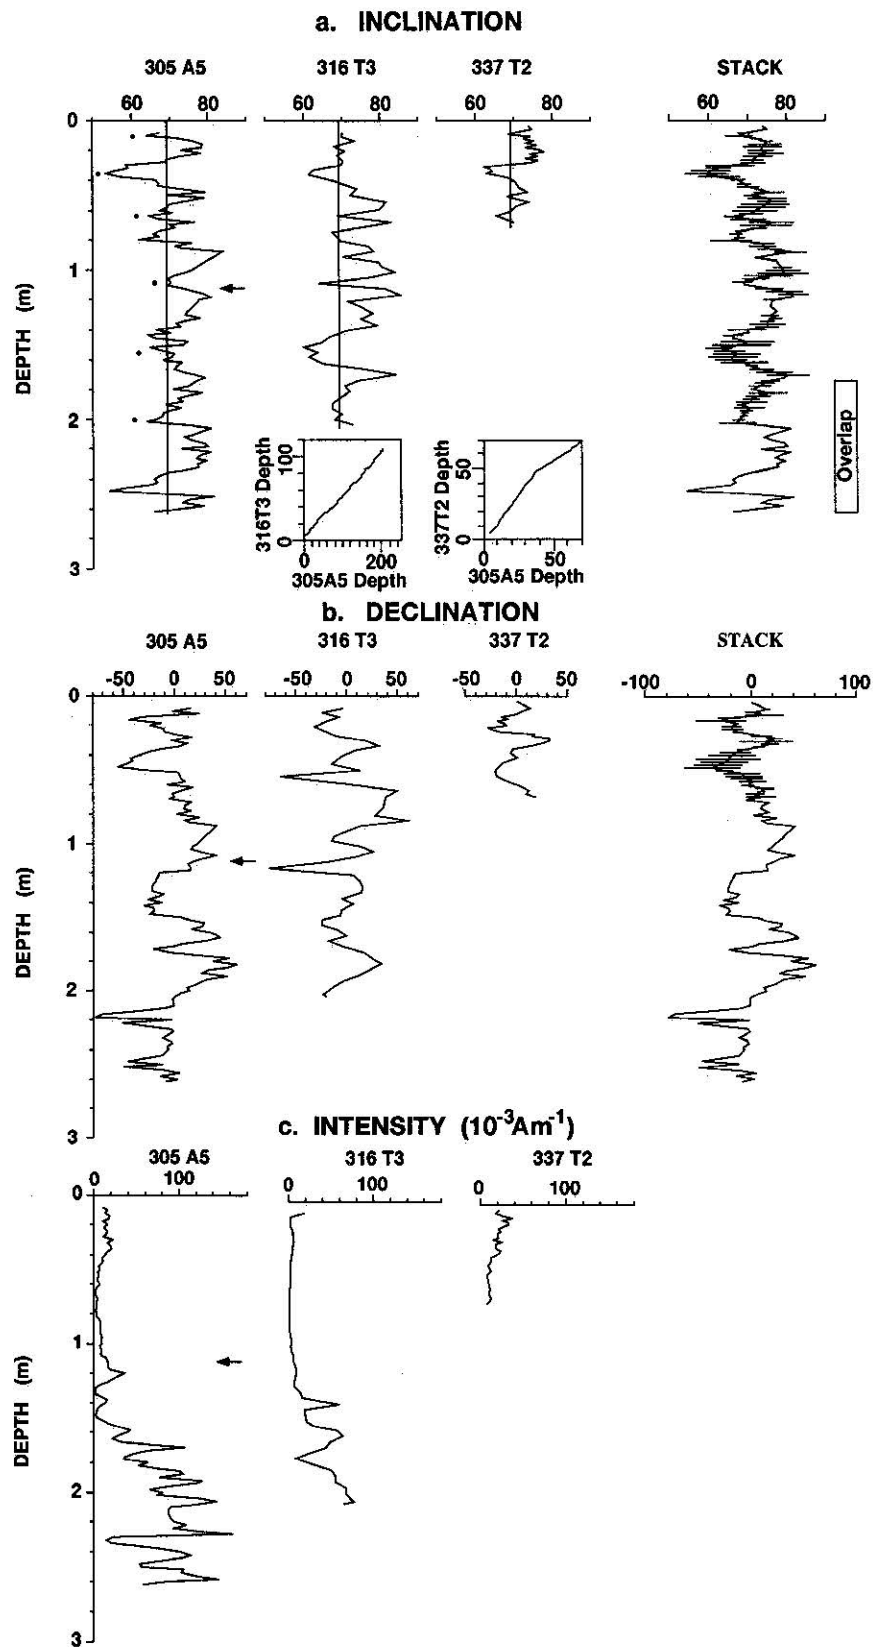 a. INCLINATION
305 A5 316 T3 337 T2 STACK
60 80 60 80 60 80 60 80
0
1
2
3
DEPTH (m)
Overlap
316T3 Depth
100
0
0 200
305A5 Depth
337T2 Depth
50
0
0 50
305A5 Depth
b. DECLINATION
305 A5 316 T3 337 T2 STACK
-50 0 50 -50 0 50 -50 0 50 -100 0 100
0
1
2
3
DEPTH (m)
c. INTENSITY (10⁻³Am⁻¹)
305 A5 316 T3 337 T2
0 100 0 100 0 100
0
1
2
3
DEPTH (m)